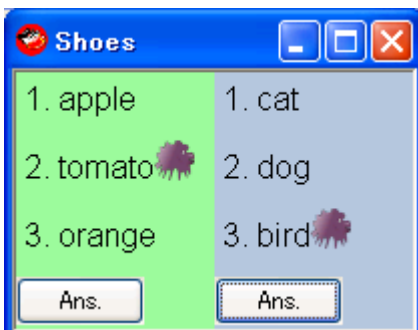 Shoes
1. apple
2. tomato
3. orange
Ans.
1. cat
2. dog
3. bird
Ans.